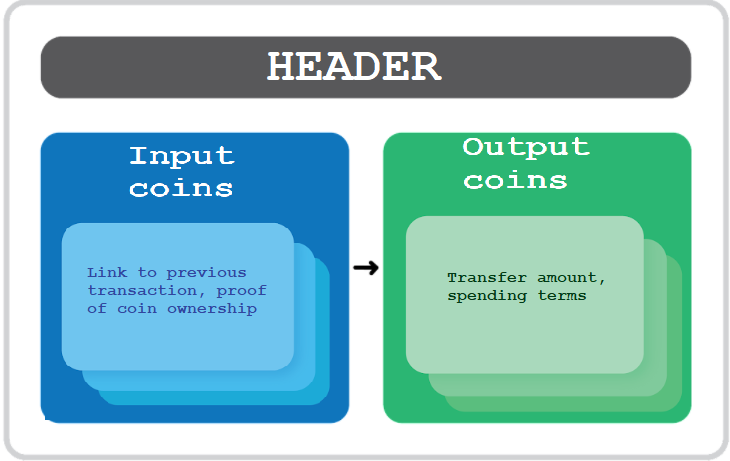 HEADER
Input
coins
Link to previous
transaction, proof
of coin ownership
Output
coins
Transfer amount,
spending terms